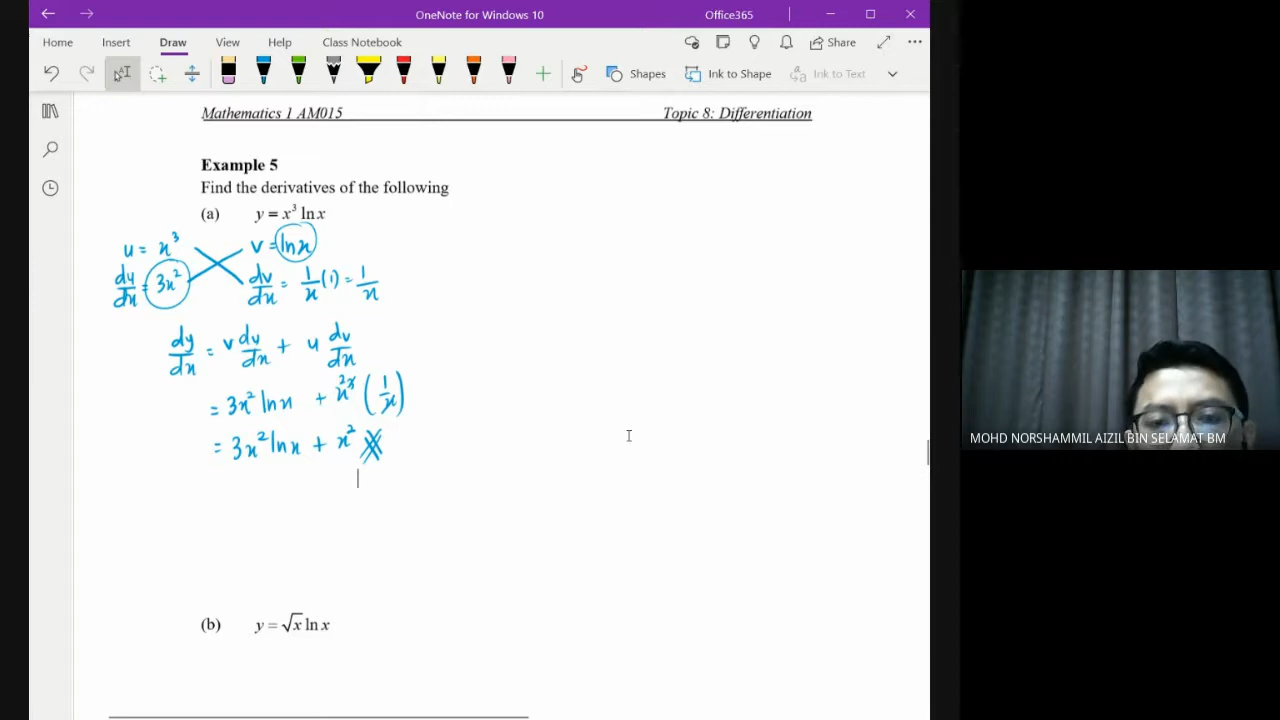 OneNote for Windows 10
Office365
Home Insert Draw View Help Class Notebook
Share
Shapes
Ink to Shape
Ink to Text
Mathematics 1 AM015 Topic 8: Differentiation
Example 5
Find the derivatives of the following
(a) y = x³ ln x
u = x³ v = ln x
du/dx = 3x² dv/dx = 1/x (1) = 1/x
dy/dx = v du/dx + u dv/dx
= 3x² ln x + x³ (1/x)
= 3x² ln x + x²
(b) y = √x ln x
MOHD NORSHAMMIL AIZIL BIN SELAMAT BM